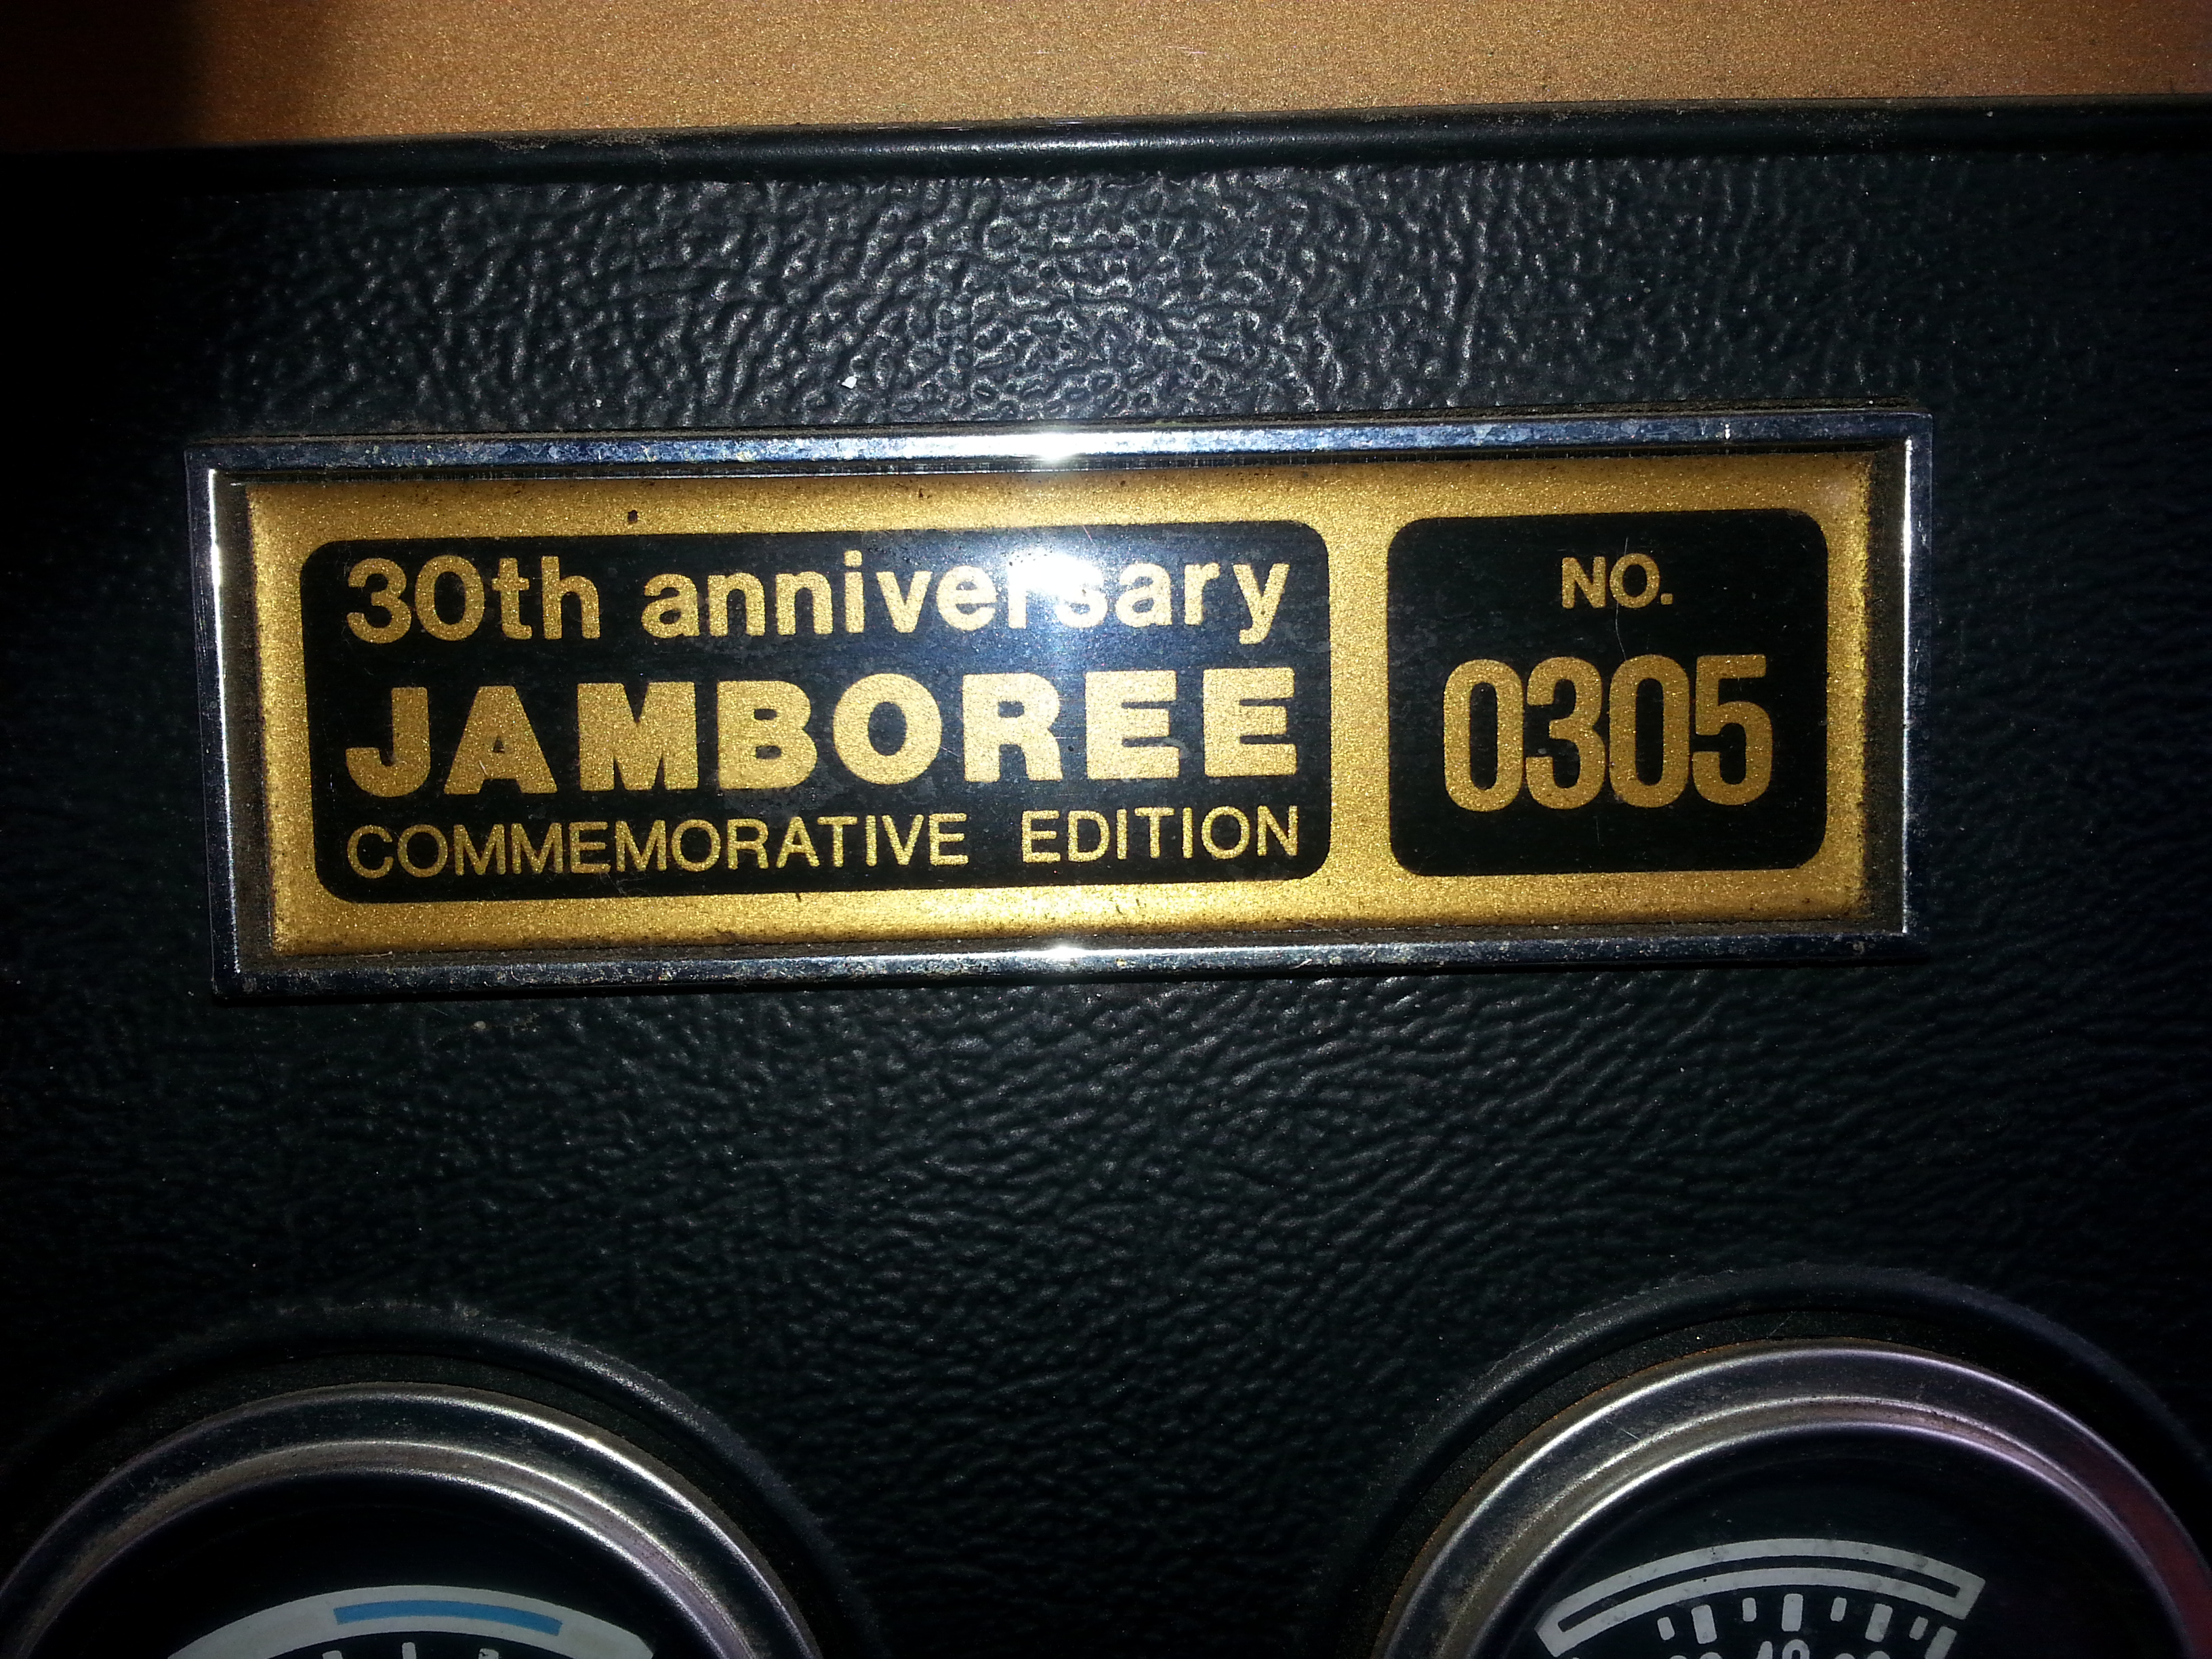 30th anniversary
JAMBOREE
COMMEMORATIVE EDITION
NO.
0305